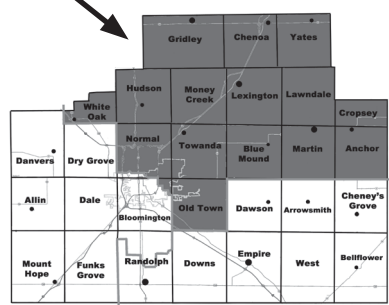 Gridley Chenoa Yates
Hudson Money Creek Lexington Lawndale
White Oak Cropsey
Normal Towanda Blue Mound Martin Anchor
Danvers Dry Grove
Allin Dale Bloomington Old Town Dawson Arrowsmith Cheney's Grove
Mount Hope Funks Grove Randolph Downs Empire West Bellflower